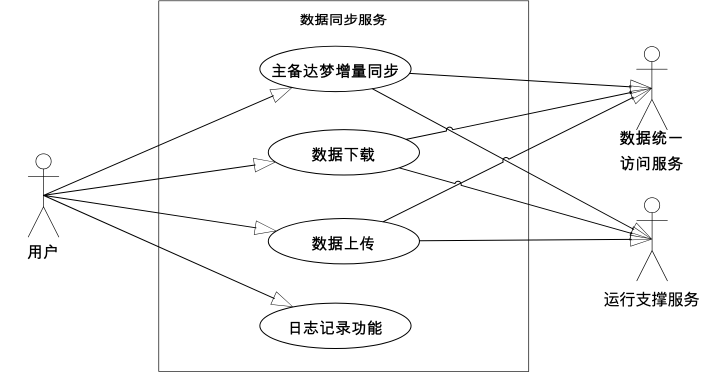 数据同步服务
主备达梦增量同步
数据下载
数据上传
日志记录功能
用户
数据统一
访问服务
运行支撑服务